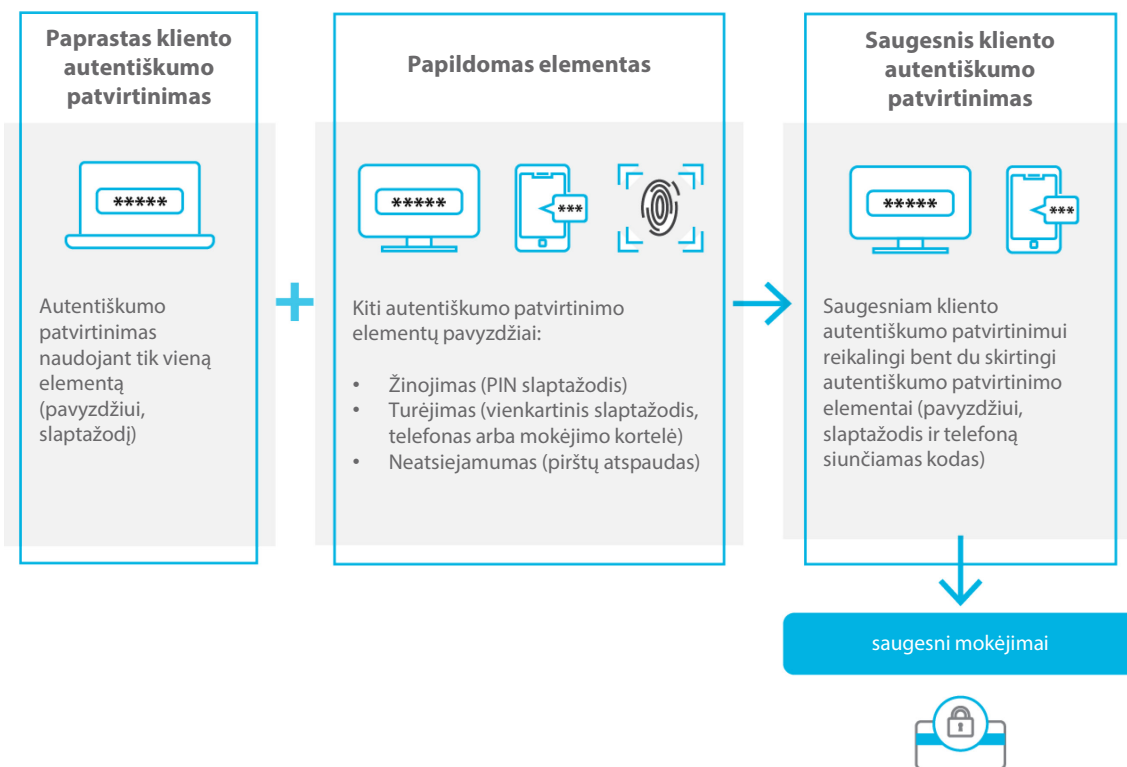 Paprastas kliento
autentiškumo
patvirtinimas
*****
Autentiškumo
patvirtinimas
naudojant tik vieną
elementą
(pavyzdžiui,
slaptažodį)
+
Papildomas elementas
*****
***
Kiti autentiškumo patvirtinimo
elementų pavyzdžiai:
• Žinojimas (PIN slaptažodis)
• Turėjimas (vienkartinis slaptažodis,
telefonas arba mokėjimo kortelė)
• Neatsiejamumas (pirštų atspaudas)
Saugesnis kliento
autentiškumo
patvirtinimas
*****
***
Saugesniam kliento
autentiškumo patvirtinimui
reikalingi bent du skirtingi
autentiškumo patvirtinimo
elementai (pavyzdžiui,
slaptažodis ir telefoną
siunčiamas kodas)
saugesni mokėjimai